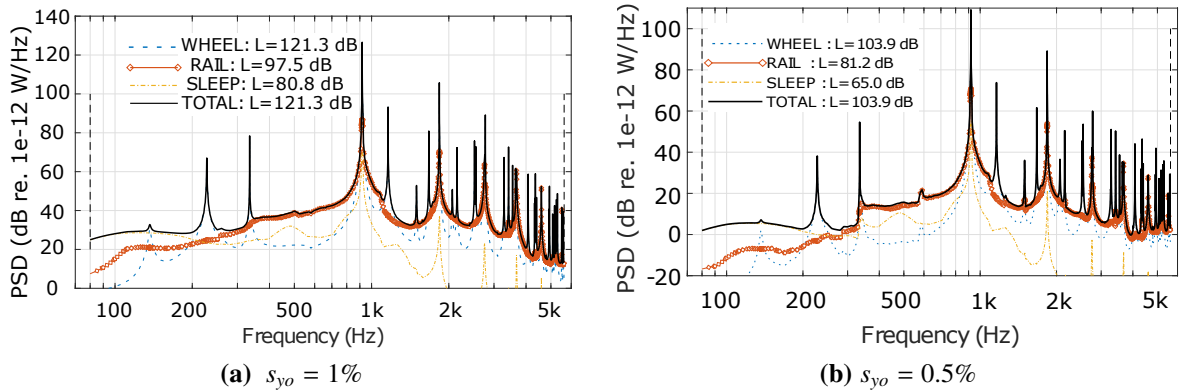 PSD (dB re. 1e-12 W/Hz)
140
120
100
80
60
40
20
0
WHEEL: L=121.3 dB
RAIL: L=97.5 dB
SLEEP: L=80.8 dB
TOTAL: L=121.3 dB
100 200 500 1k 2k 5k
Frequency (Hz)
(a) s_yo = 1%
PSD (dB re. 1e-12 W/Hz)
100
80
60
40
20
0
-20
WHEEL : L=103.9 dB
RAIL : L=81.2 dB
SLEEP : L=65.0 dB
TOTAL : L=103.9 dB
100 200 500 1k 2k 5k
Frequency (Hz)
(b) s_yo = 0.5%